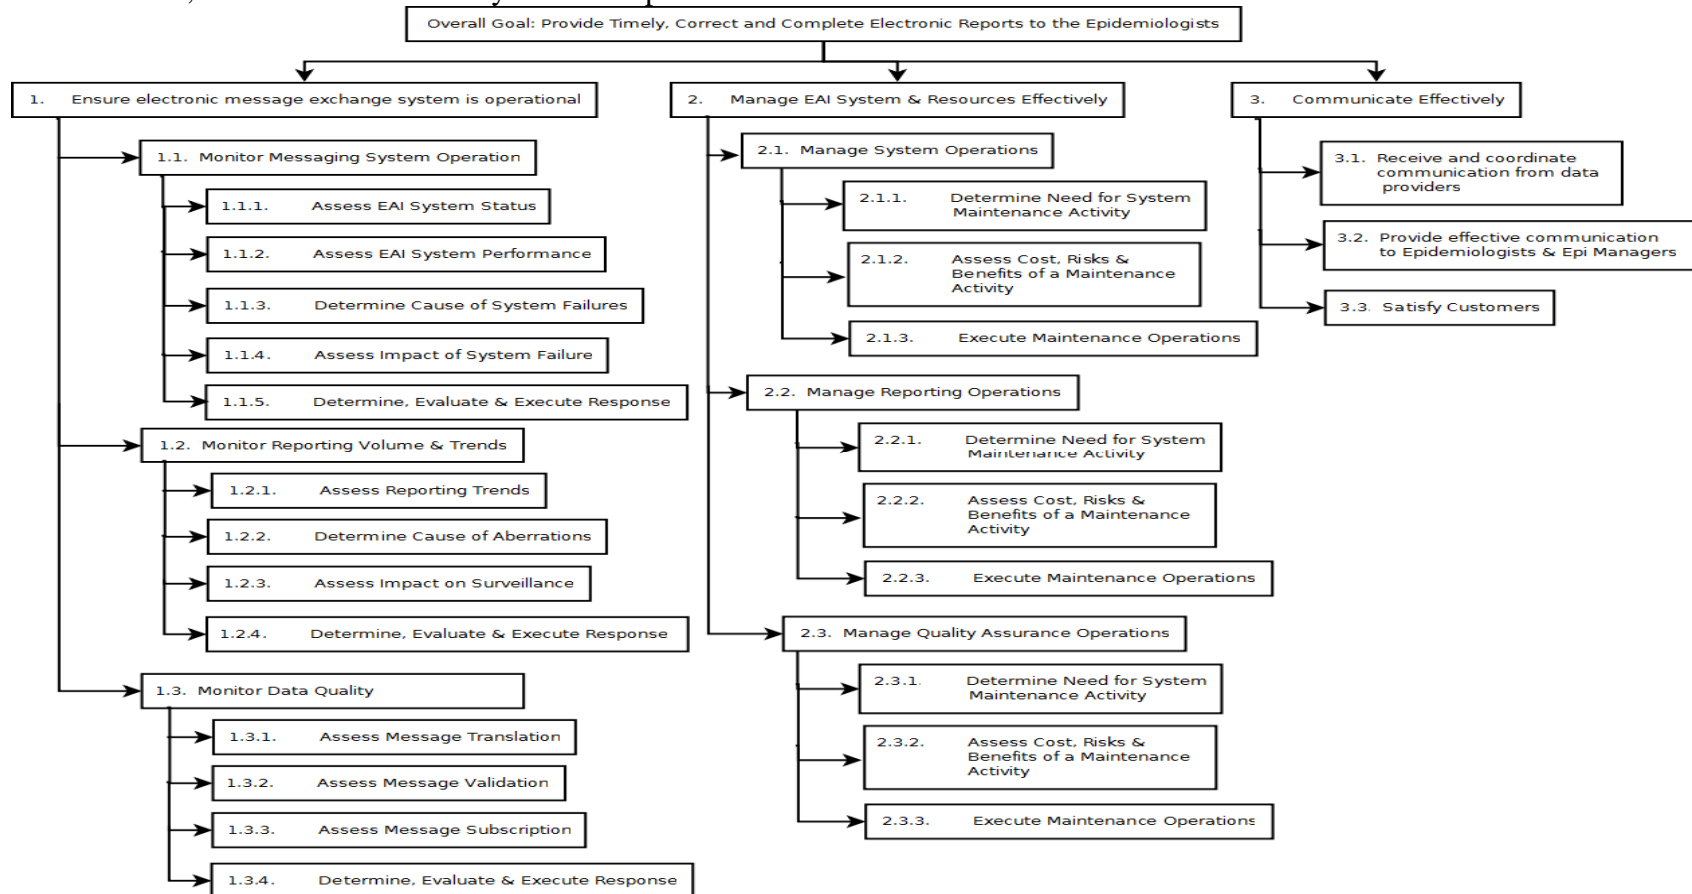 Overall Goal: Provide Timely, Correct and Complete Electronic Reports to the Epidemiologists
1. Ensure electronic message exchange system is operational
1.1. Monitor Messaging System Operation
1.1.1. Assess EAI System Status
1.1.2. Assess EAI System Performance
1.1.3. Determine Cause of System Failures
1.1.4. Assess Impact of System Failure
1.1.5. Determine, Evaluate & Execute Response
1.2. Monitor Reporting Volume & Trends
1.2.1. Assess Reporting Trends
1.2.2. Determine Cause of Aberrations
1.2.3. Assess Impact on Surveillance
1.2.4. Determine, Evaluate & Execute Response
1.3. Monitor Data Quality
1.3.1. Assess Message Translation
1.3.2. Assess Message Validation
1.3.3. Assess Message Subscription
1.3.4. Determine, Evaluate & Execute Response
2. Manage EAI System & Resources Effectively
2.1. Manage System Operations
2.1.1. Determine Need for System
Maintenance Activity
2.1.2. Assess Cost, Risks &
Benefits of a Maintenance
Activity
2.1.3. Execute Maintenance Operations
2.2. Manage Reporting Operations
2.2.1. Determine Need for System
Maintenance Activity
2.2.2. Assess Cost, Risks &
Benefits of a Maintenance
Activity
2.2.3. Execute Maintenance Operations
2.3. Manage Quality Assurance Operations
2.3.1. Determine Need for System
Maintenance Activity
2.3.2. Assess Cost, Risks &
Benefits of a Maintenance
Activity
2.3.3. Execute Maintenance Operations
3. Communicate Effectively
3.1. Receive and coordinate
communication from data
providers
3.2. Provide effective communication
to Epidemiologists & Epi Managers
3.3. Satisfy Customers